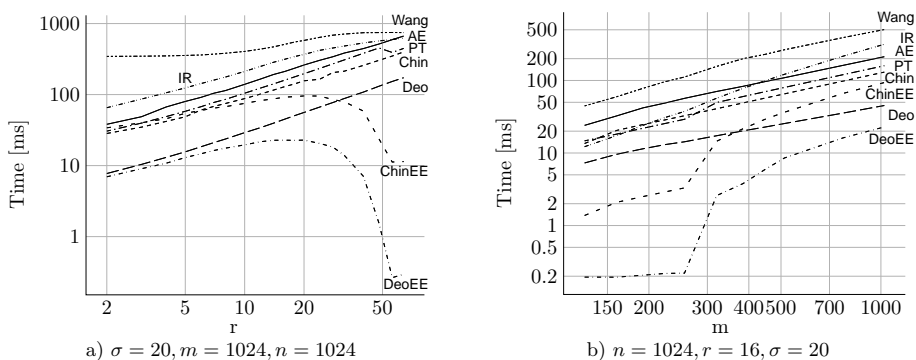 Wang
1000
AE
PT
Chin
IR
100
Deo
10
ChinEE
1
DeoEE
Time [ms]
2 5 10 20 50
r
a) σ = 20, m = 1024, n = 1024
Wang
500
IR
AE
200
PT
100
Chin
ChinEE
50
Deo
20
DeoEE
10
5
2
1
0.5
0.2
Time [ms]
150 200 300 400 500 700 1000
m
b) n = 1024, r = 16, σ = 20